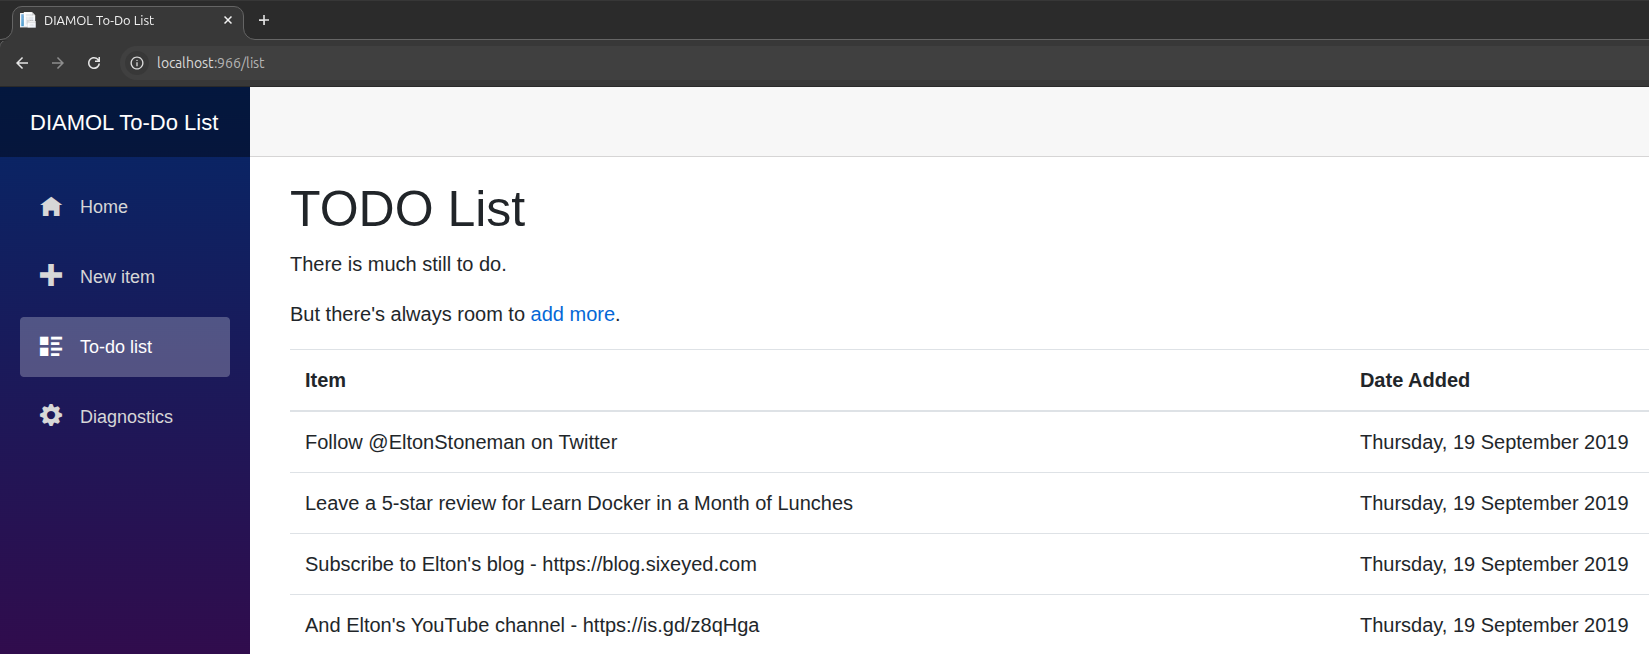 DIAMOL To-Do List
localhost:966/list
DIAMOL To-Do List
Home
New item
To-do list
Diagnostics
TODO List
There is much still to do.
But there's always room to add more.
Item Date Added
Follow @EltonStoneman on Twitter Thursday, 19 September 2019
Leave a 5-star review for Learn Docker in a Month of Lunches Thursday, 19 September 2019
Subscribe to Elton's blog - https://blog.sixeyed.com Thursday, 19 September 2019
And Elton's YouTube channel - https://is.gd/z8qHga Thursday, 19 September 2019